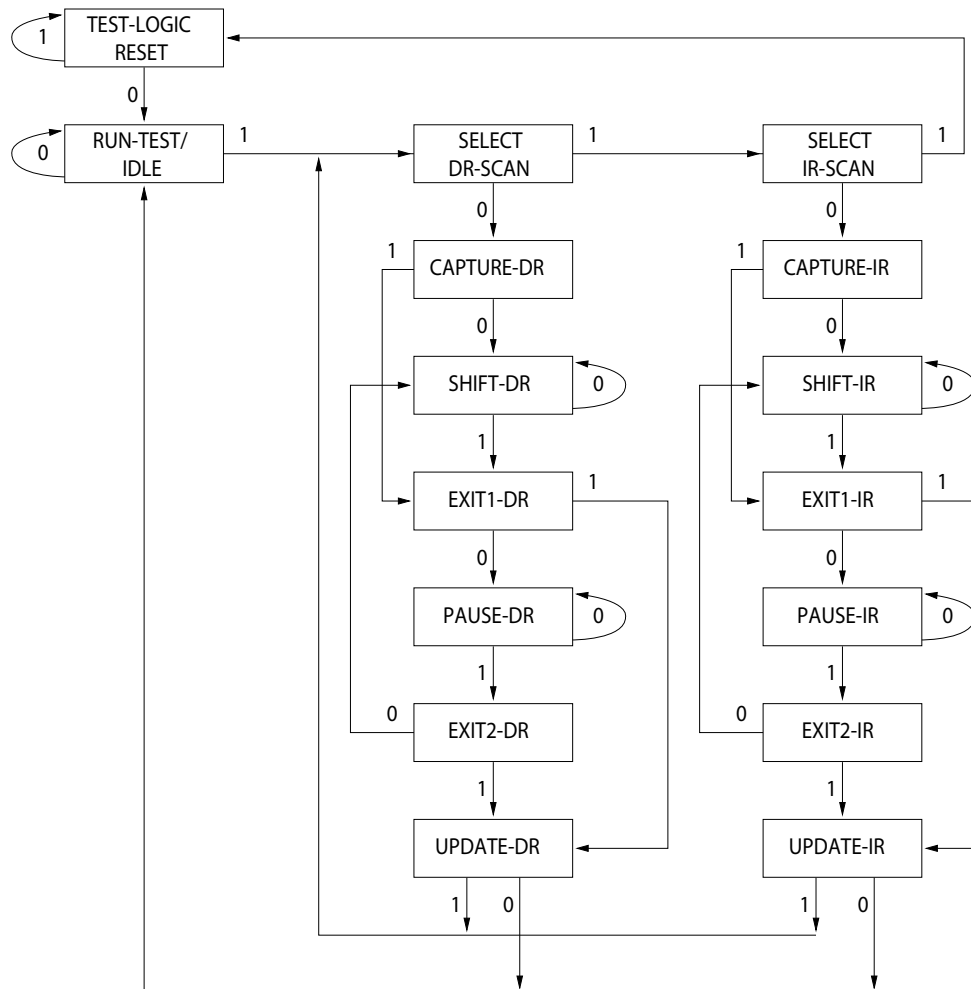 TEST-LOGIC
RESET
1
0
RUN-TEST/
IDLE
0
1
SELECT
DR-SCAN
1
SELECT
IR-SCAN
1
0
0
1
CAPTURE-DR
1
CAPTURE-IR
0
0
SHIFT-DR
0
SHIFT-IR
0
1
1
EXIT1-DR
1
EXIT1-IR
1
0
0
PAUSE-DR
0
PAUSE-IR
0
1
1
0
EXIT2-DR
0
EXIT2-IR
1
1
UPDATE-DR
UPDATE-IR
1
0
1
0